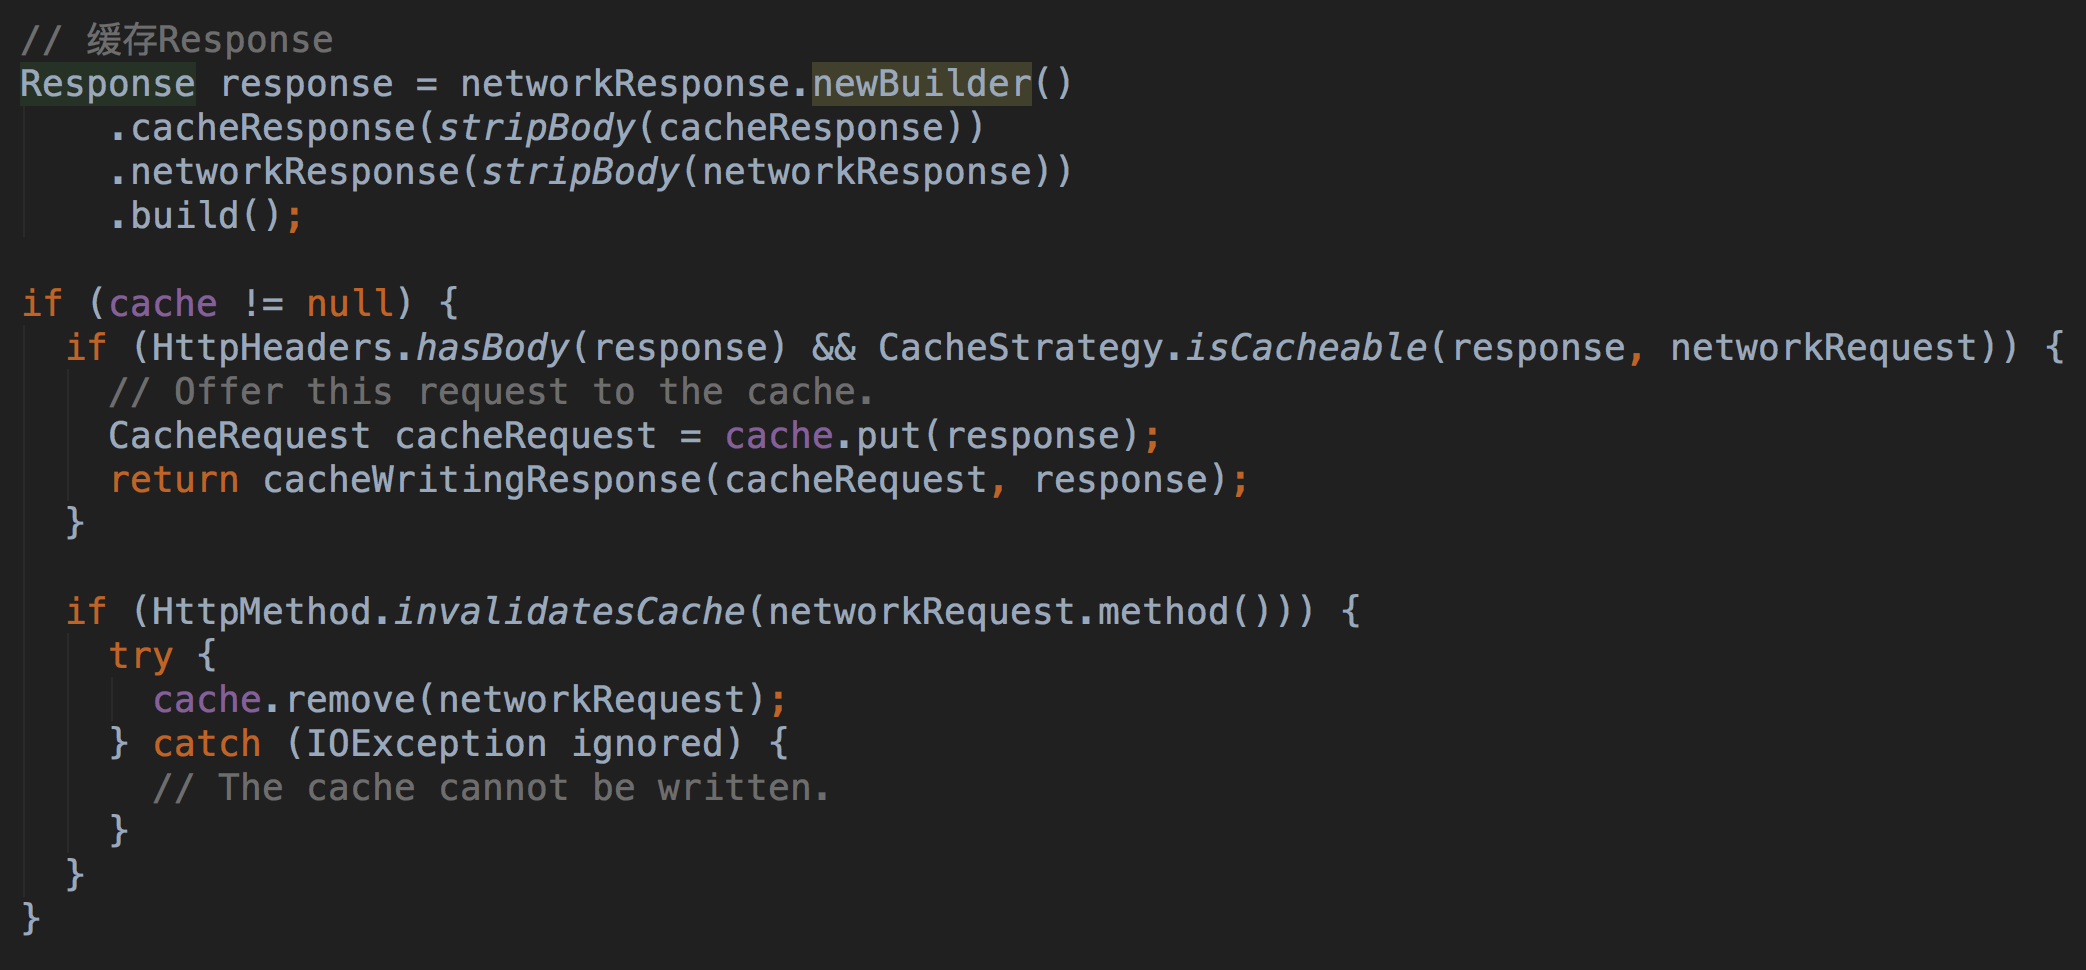 // 缓存Response
Response response = networkResponse.newBuilder()
    .cacheResponse(stripBody(cacheResponse))
    .networkResponse(stripBody(networkResponse))
    .build();
if (cache != null) {
  if (HttpHeaders.hasBody(response) && CacheStrategy.isCacheable(response, networkRequest)) {
    // Offer this request to the cache.
    CacheRequest cacheRequest = cache.put(response);
    return cacheWritingResponse(cacheRequest, response);
  }
  if (HttpMethod.invalidatesCache(networkRequest.method())) {
    try {
      cache.remove(networkRequest);
    } catch (IOException ignored) {
      // The cache cannot be written.
    }
  }
}